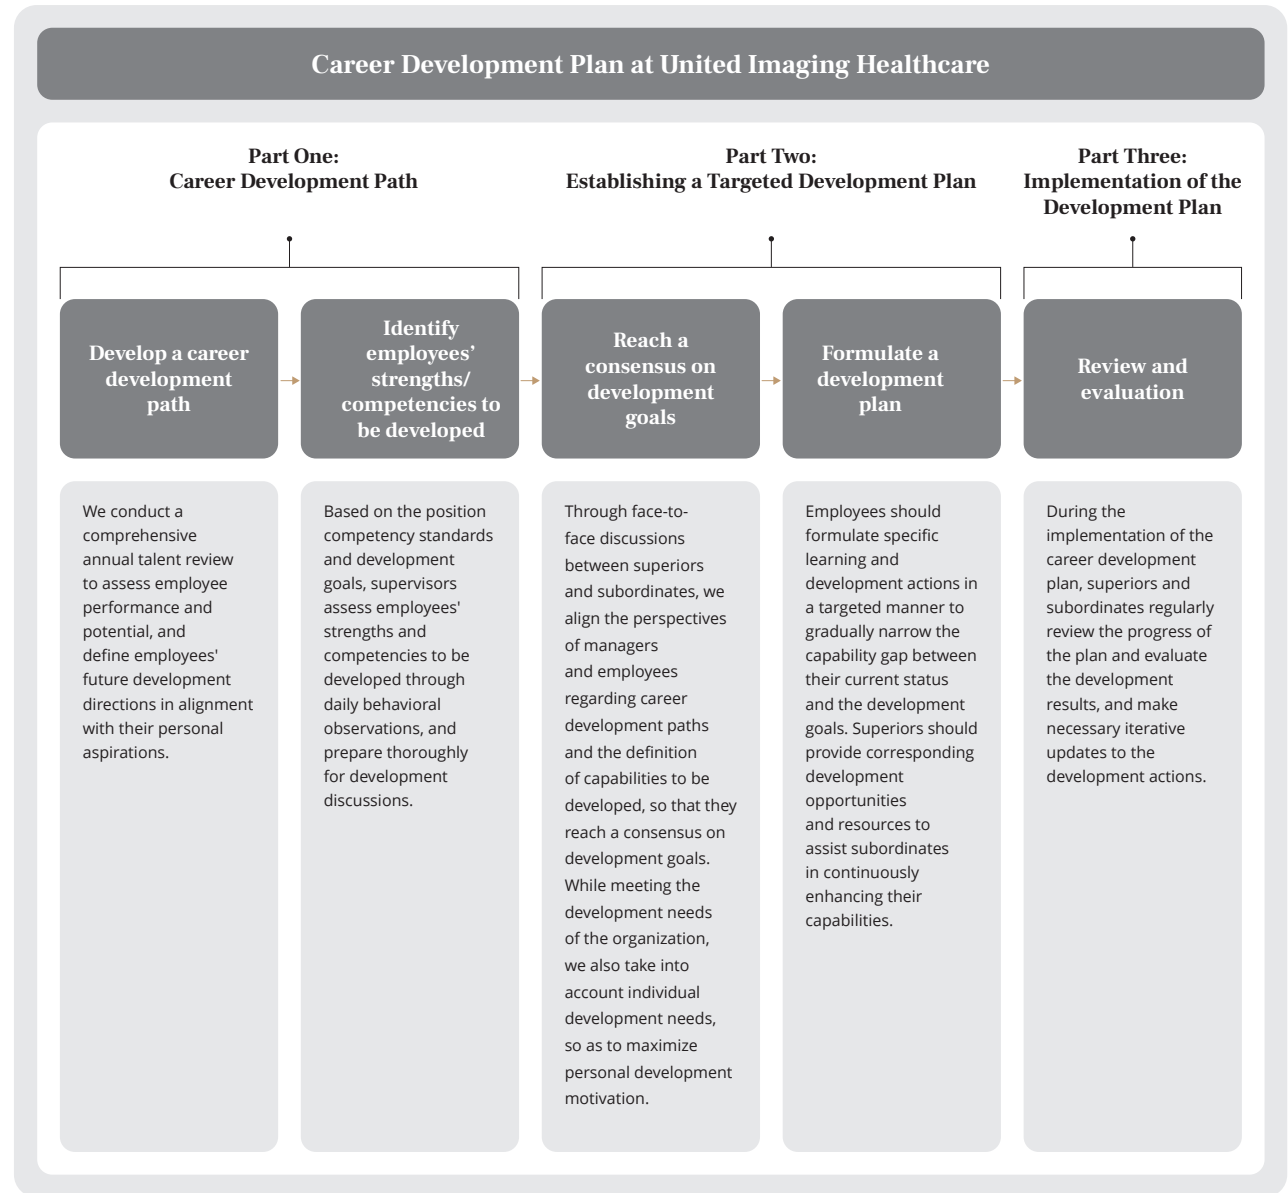 Career Development Plan at United Imaging Healthcare
Part One:
Career Development Path
Part Two:
Establishing a Targeted Development Plan
Part Three:
Implementation of the
Development Plan
Develop a career
development
path
Identify
employees’
strengths/
competencies to
be developed
Reach a
consensus on
development
goals
Formulate a
development
plan
Review and
evaluation
We conduct a
comprehensive
annual talent review
to assess employee
performance and
potential, and
define employees'
future development
directions in alignment
with their personal
aspirations.
Based on the position
competency standards
and development
goals, supervisors
assess employees'
strengths and
competencies to be
developed through
daily behavioral
observations, and
prepare thoroughly
for development
discussions.
Through face-to-
face discussions
between superiors
and subordinates, we
align the perspectives
of managers
and employees
regarding career
development paths
and the definition
of capabilities to be
developed, so that they
reach a consensus on
development goals.
While meeting the
development needs
of the organization,
we also take into
account individual
development needs,
so as to maximize
personal development
motivation.
Employees should
formulate specific
learning and
development actions in
a targeted manner to
gradually narrow the
capability gap between
their current status
and the development
goals. Superiors should
provide corresponding
development
opportunities
and resources to
assist subordinates
in continuously
enhancing their
capabilities.
During the
implementation of the
career development
plan, superiors and
subordinates regularly
review the progress of
the plan and evaluate
the development
results, and make
necessary iterative
updates to the
development actions.